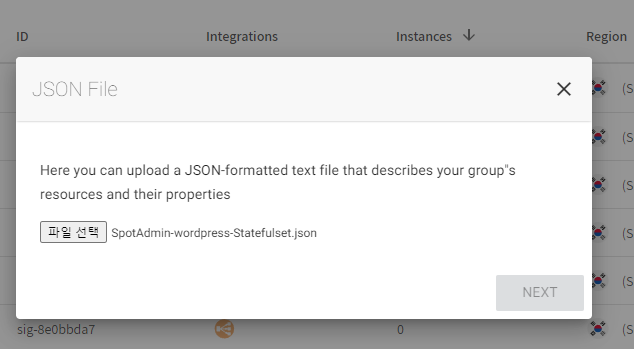 ID Integrations Instances Region
JSON File
Here you can upload a JSON-formatted text file that describes your group"s
resources and their properties
파일 선택 SpotAdmin-wordpress-Statefulset.json
NEXT
(S
(S
(S
(S
(S
sig-8e0bbda7 0 (S